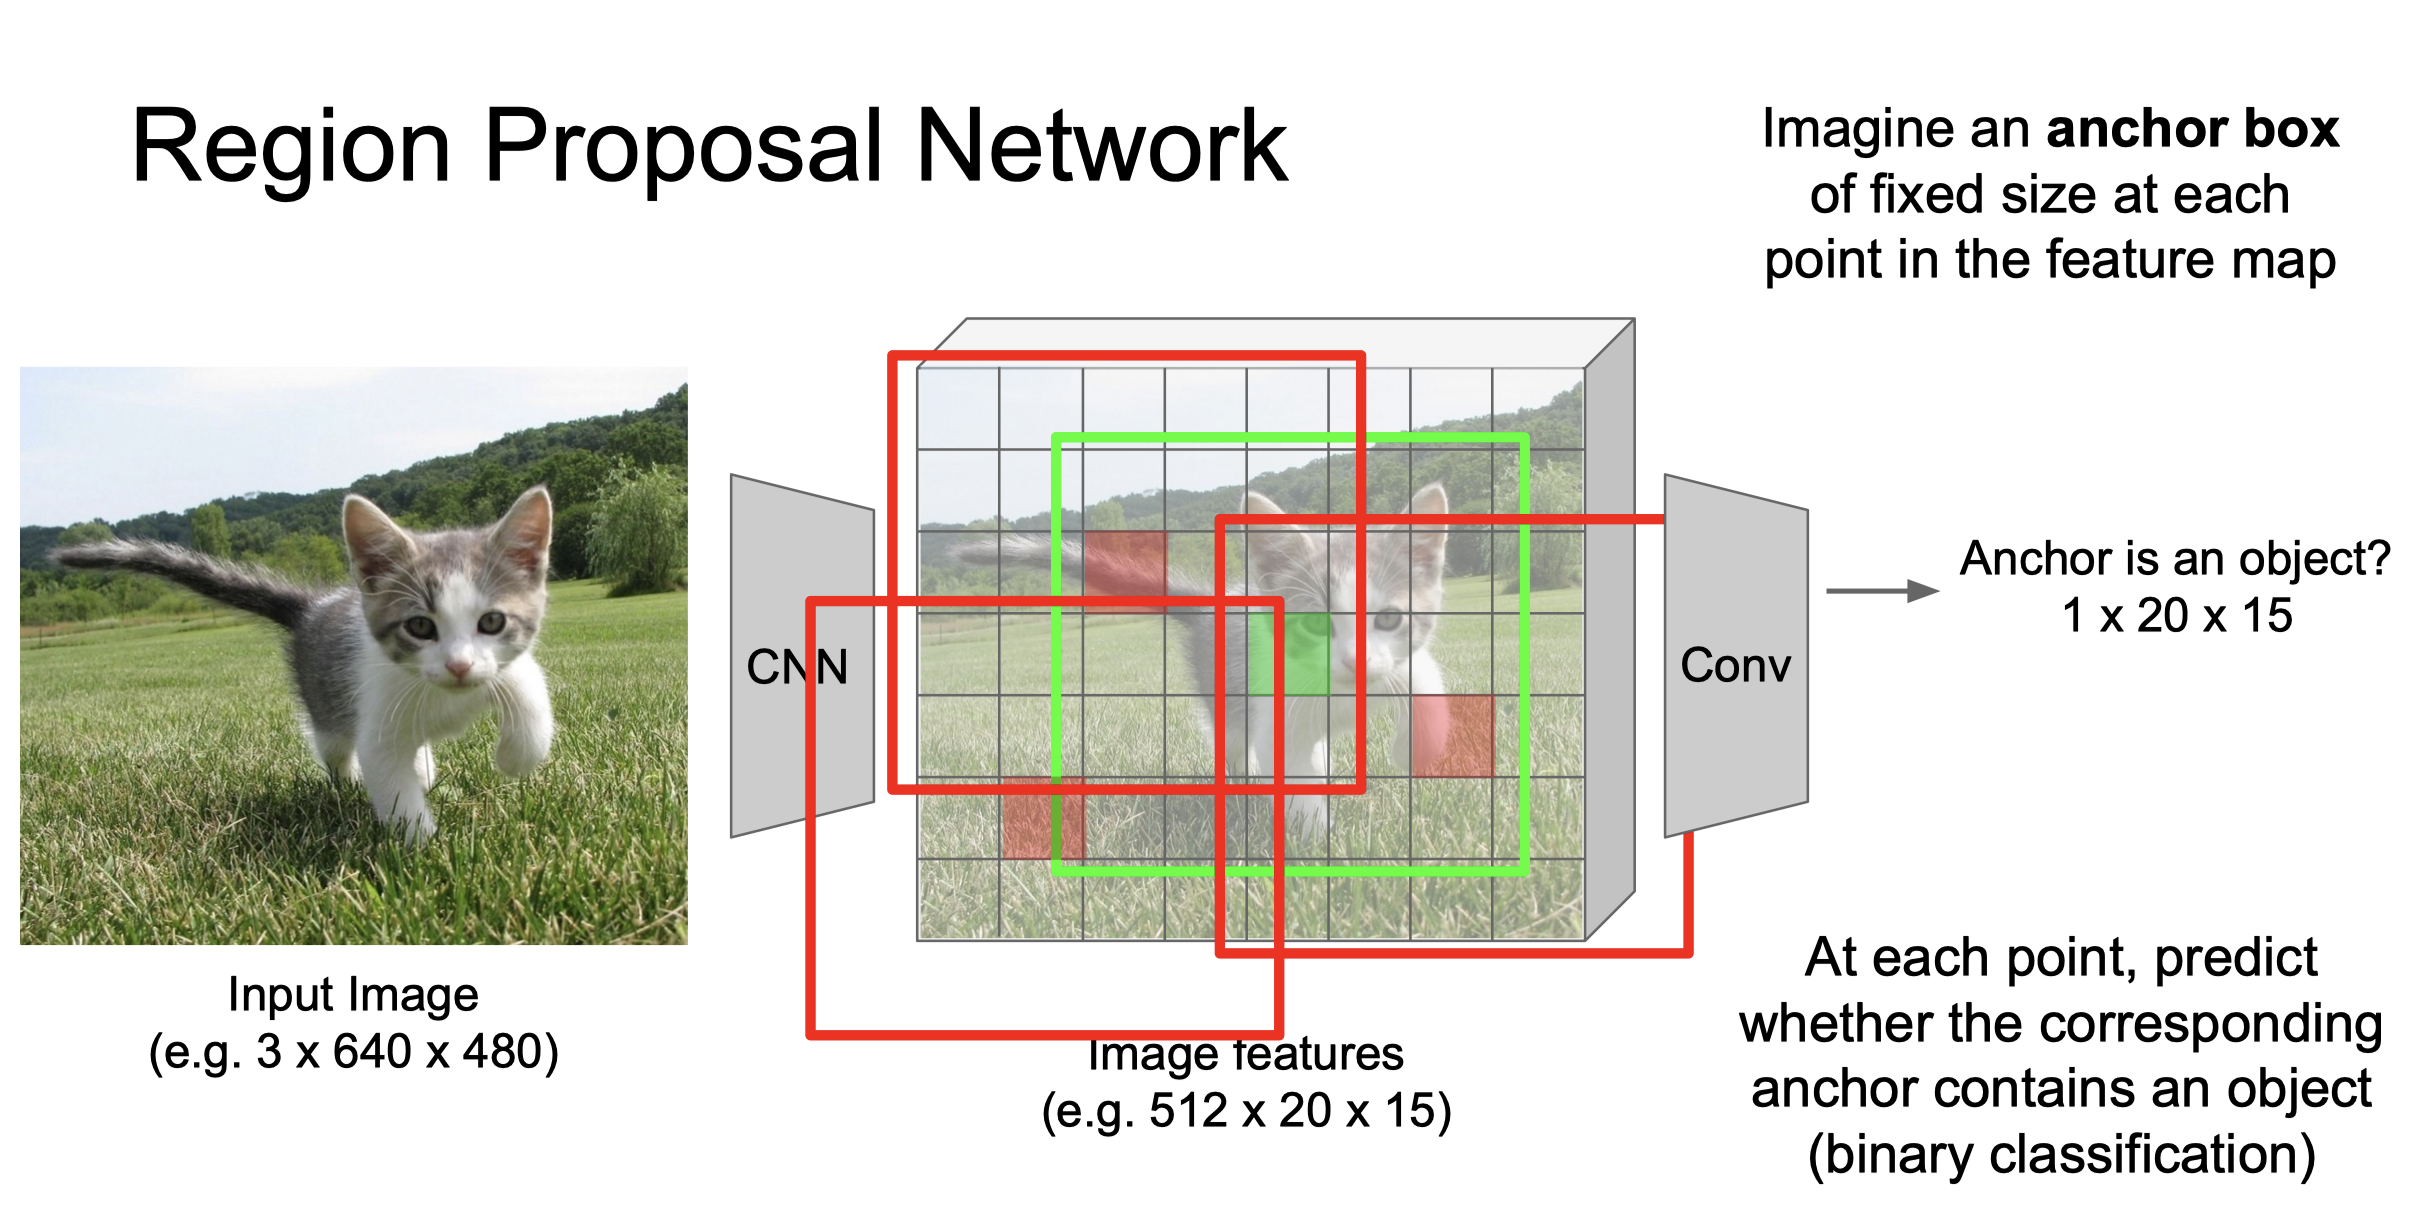 Region Proposal Network
Imagine an anchor box
of fixed size at each
point in the feature map
CNN
Conv
Anchor is an object?
1 x 20 x 15
Input Image
(e.g. 3 x 640 x 480)
Image features
(e.g. 512 x 20 x 15)
At each point, predict
whether the corresponding
anchor contains an object
(binary classification)